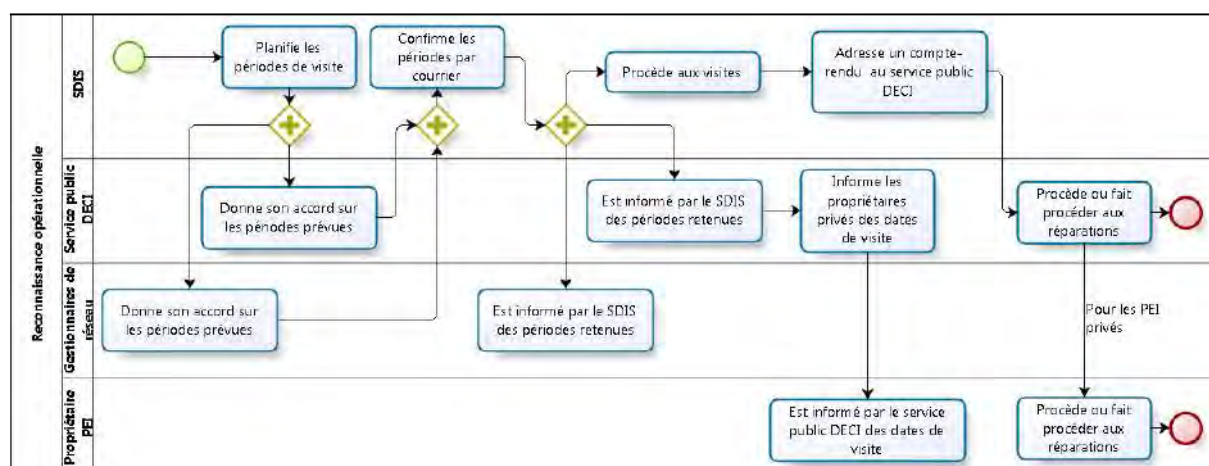 Reconnaissance opérationnelle
SDIS
Planifie les
périodes de visite
Confirme les
périodes par
courrier
Procède aux visites
Adresse un compte-
rendu au service public
DECI
Service public
DECI
Donne son accord sur
les périodes prévues
Est informé par le SDIS
des périodes retenues
Informe les
propriétaires
privés des dates
de visite
Procède ou fait
procéder aux
réparations
Gestionnaires de
réseau
Donne son accord sur
les périodes prévues
Est informé par le SDIS
des périodes retenues
Pour les PEI
privés
Propriétaire
PEI
Est informé par le service
public DECI des dates de
visite
Procède ou fait
procéder aux
réparations